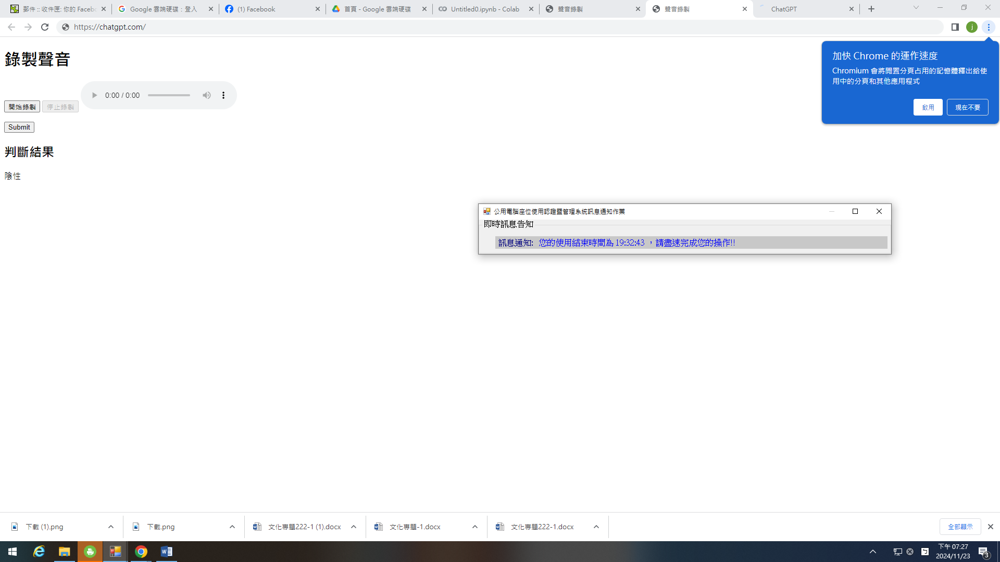 郵件 :: 收件匣: 你的 Facebo
Google 雲端硬碟：登入
(1) Facebook
首頁 - Google 雲端硬碟
Untitled0.ipynb - Colab
聲音錄製
聲音錄製
ChatGPT
https://chatgpt.com/
j
加快 Chrome 的運作速度
Chromium 會將閒置分頁占用的記憶體釋出給使
用中的分頁和其他應用程式
啟用
現在不要
錄製聲音
0:00 / 0:00
開始錄製
停止錄製
Submit
判斷結果
陰性
公用電腦座位使用認證暨管理系統訊息通知作業
即時訊息告知
訊息通知: 您的使用結束時間為 19:32:43 ，請盡速完成您的操作!!
下載 (1).png
下載.png
文化專題222-1 (1).docx
文化專題-1.docx
文化專題222-1.docx
全部顯示
下午 07:27
2024/11/23
3